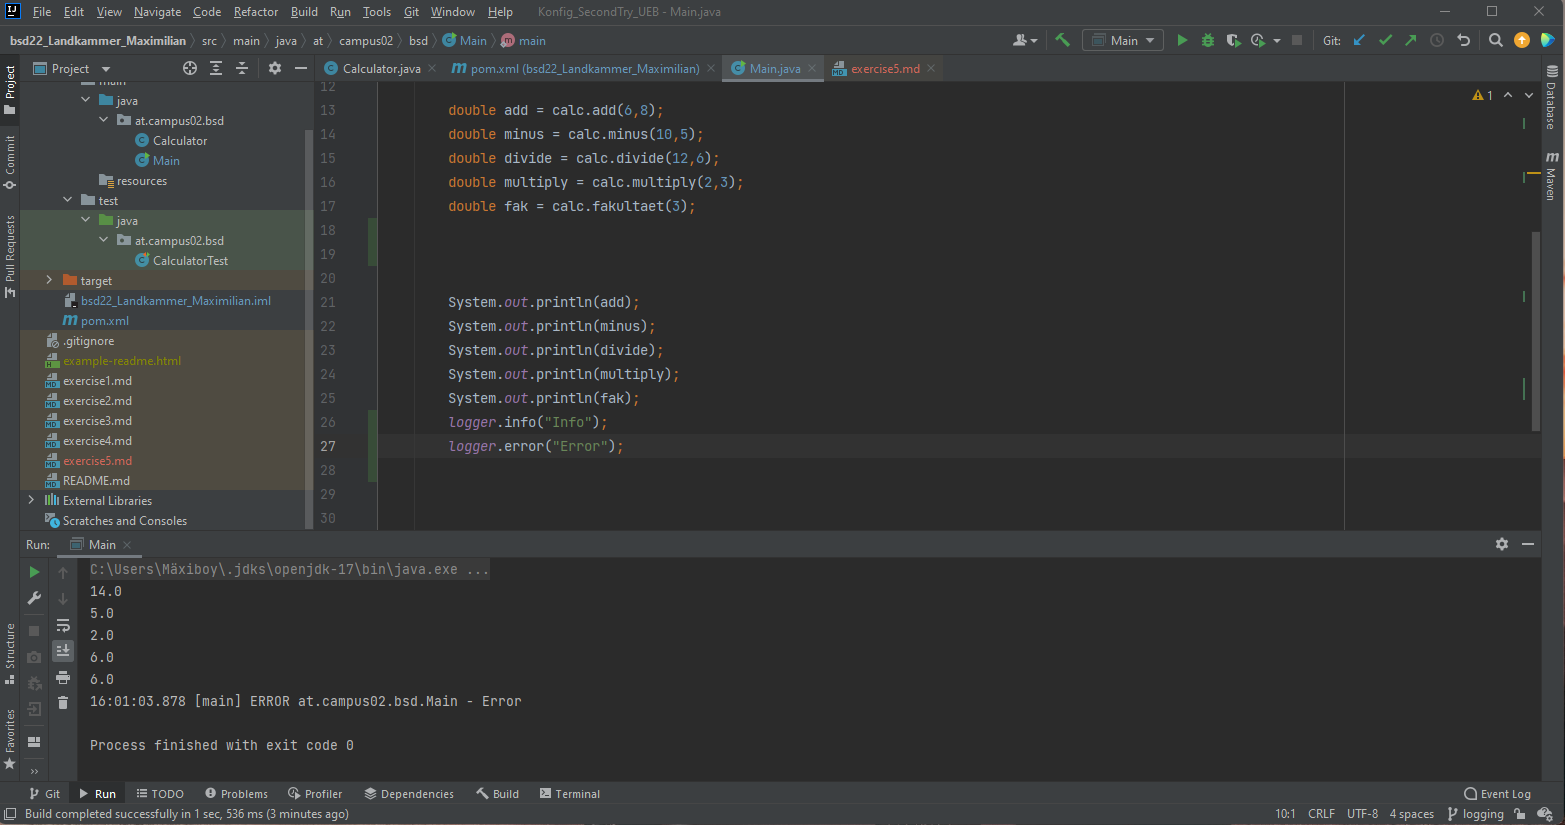 File Edit View Navigate Code Refactor Build Run Tools Git Window Help Konfig_SecondTry_UEB - Main.java
bsd22_Landkammer_Maximilian src main java at campus02 bsd Main main
Main
Git:
Project
Calculator.java pom.xml (bsd22_Landkammer_Maximilian) Main.java exercise5.md
java
at.campus02.bsd
Calculator
Main
resources
test
java
at.campus02.bsd
CalculatorTest
target
bsd22_Landkammer_Maximilian.iml
pom.xml
.gitignore
example-readme.html
exercise1.md
exercise2.md
exercise3.md
exercise4.md
exercise5.md
README.md
External Libraries
Scratches and Consoles
12
13 double add = calc.add(6,8);
14 double minus = calc.minus(10,5);
15 double divide = calc.divide(12,6);
16 double multiply = calc.multiply(2,3);
17 double fak = calc.fakultaet(3);
18
19
20
21 System.out.println(add);
22 System.out.println(minus);
23 System.out.println(divide);
24 System.out.println(multiply);
25 System.out.println(fak);
26 logger.info("Info");
27 logger.error("Error");
28
29
30
1
Project
Commit
Pull Requests
Structure
Favorites
Database
Maven
Run: Main
C:\Users\Mäxiboy\.jdks\openjdk-17\bin\java.exe ...
14.0
5.0
2.0
6.0
6.0
16:01:03.878 [main] ERROR at.campus02.bsd.Main - Error
Process finished with exit code 0
Git Run TODO Problems Profiler Dependencies Build Terminal Event Log
Build completed successfully in 1 sec, 536 ms (3 minutes ago) 10:1 CRLF UTF-8 4 spaces logging